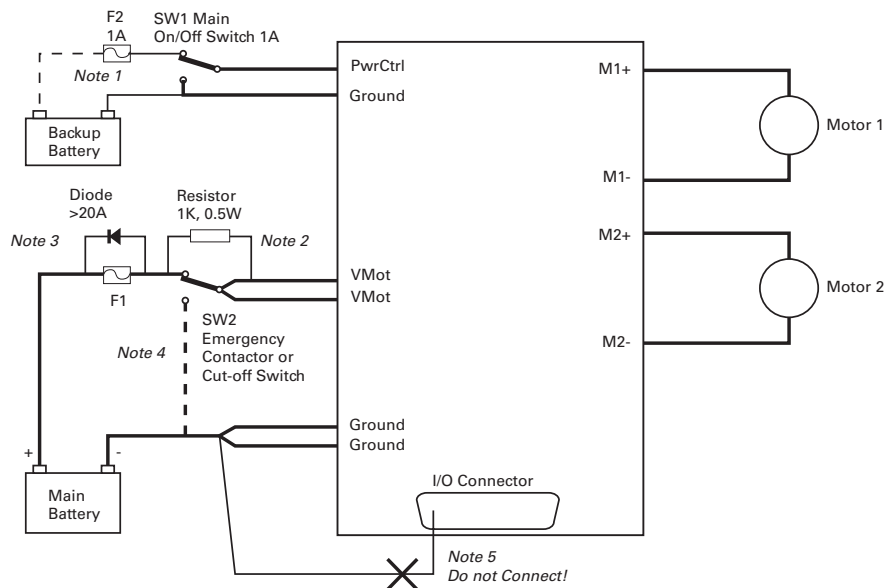 F2
1A
SW1 Main
On/Off Switch 1A
Note 1
Backup
Battery
PwrCtrl
Ground
M1+
M1-
Motor 1
Diode
>20A
Resistor
1K, 0.5W
Note 3
Note 2
F1
VMot
VMot
M2+
M2-
Motor 2
SW2
Emergency
Contactor or
Cut-off Switch
Note 4
Ground
Ground
+
-
Main
Battery
I/O Connector
Note 5
Do not Connect!